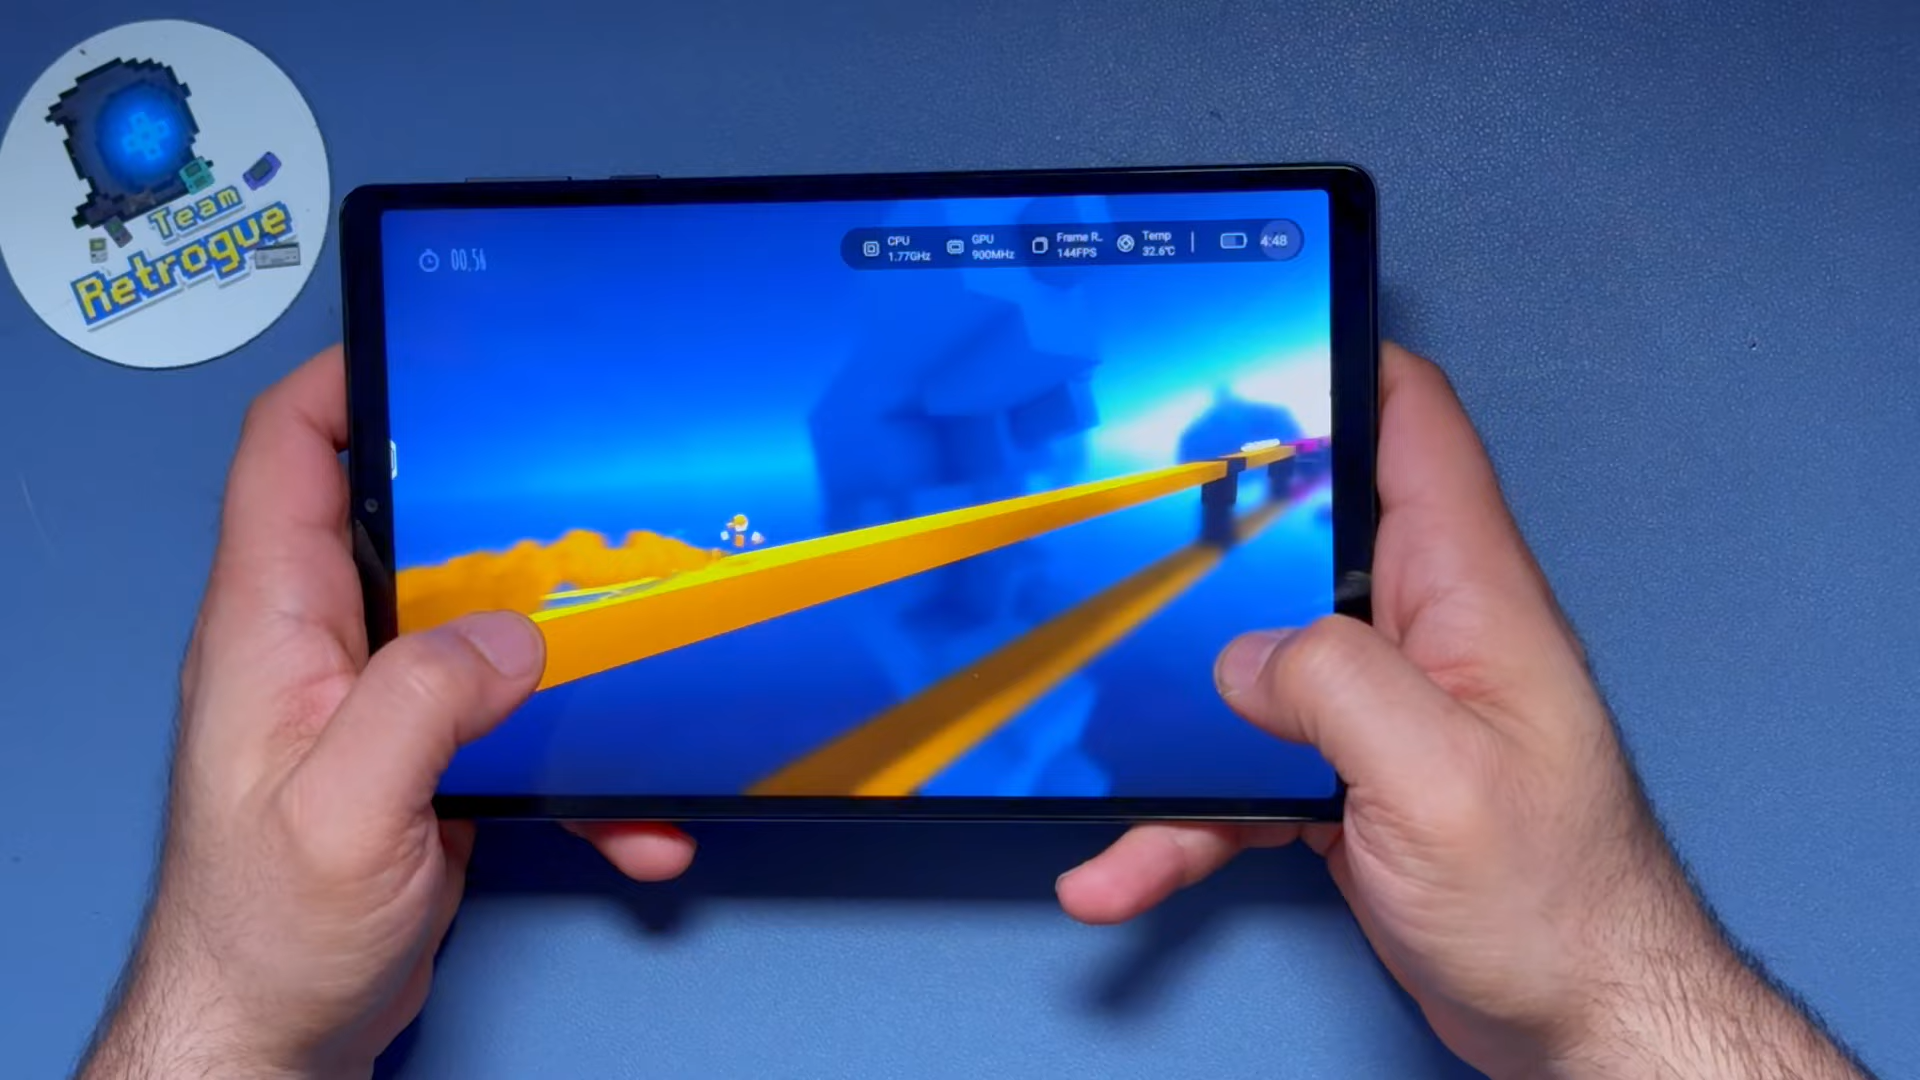 Team
Retrogue
00.56
CPU
1.77GHz
GPU
900MHz
Frame R..
144FPS
Temp
32.6℃
4:48